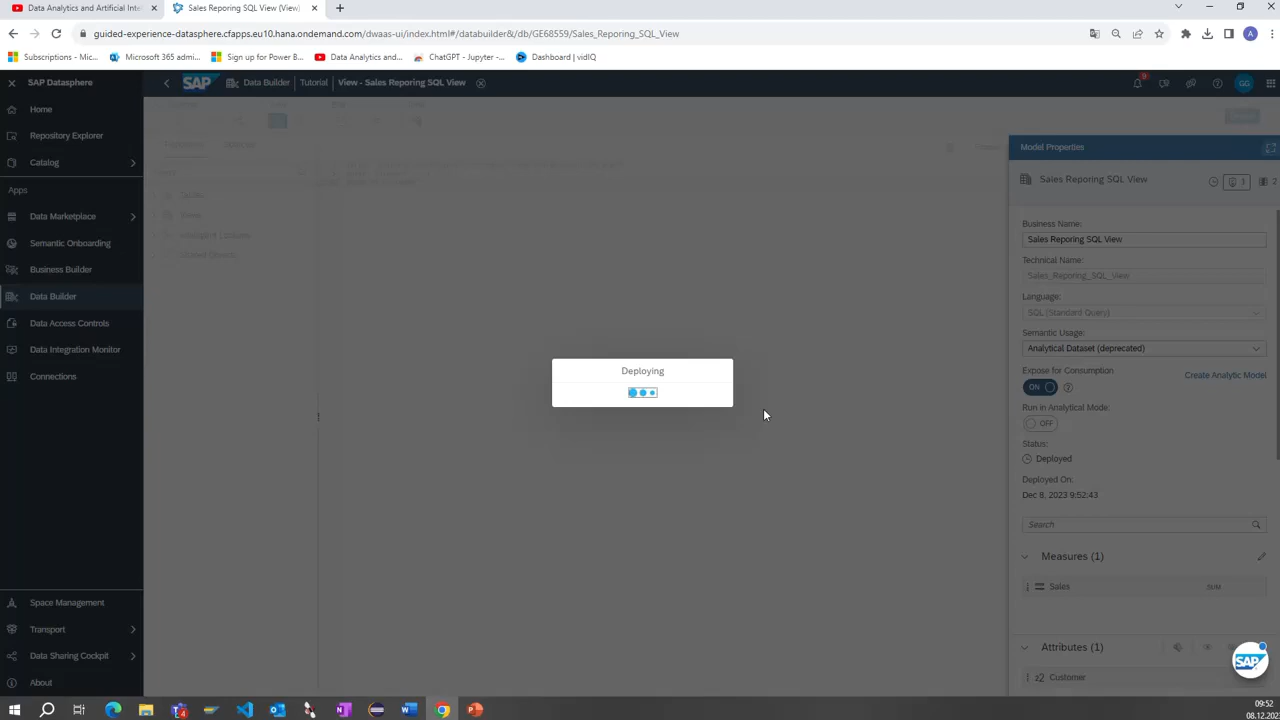 Data Analytics and Artificial Intel
Sales Reporing SQL View (View) -
guided-experience-datasphere.cfapps.eu10.hana.ondemand.com/dwaas-ui/index.html#/databuilder&/db/GE68559/Sales_Reporing_SQL_View
A
Subscriptions - Mic...
Microsoft 365 admi...
Sign up for Power B...
Data Analytics and...
ChatGPT -...
Dashboard | vidIQ
SAP Datasphere
SAP
Data Builder
Tutorial
View - Sales Reporing SQL View
GG
Home
Repository Explorer
Catalog
Apps
Data Marketplace
Semantic Onboarding
Business Builder
Data Builder
Data Access Controls
Data Integration Monitor
Connections
Space Management
Transport
Data Sharing Cockpit
About
Deploying
Model Properties
Sales Reporing SQL View
1
2
Business Name:
Sales Reporing SQL View
Technical Name:
Sales_Reporing_SQL_View
Language:
SQL (Standard Query)
Semantic Usage:
Analytical Dataset (deprecated)
Expose for Consumption
Create Analytic Model
ON
Run in Analytical Mode:
OFF
Status:
Deployed
Deployed On:
Dec 8, 2023 9:52:43
Search
Measures (1)
Sales
SUM
Attributes (1)
Customer
SAP
09:52
08.12.202